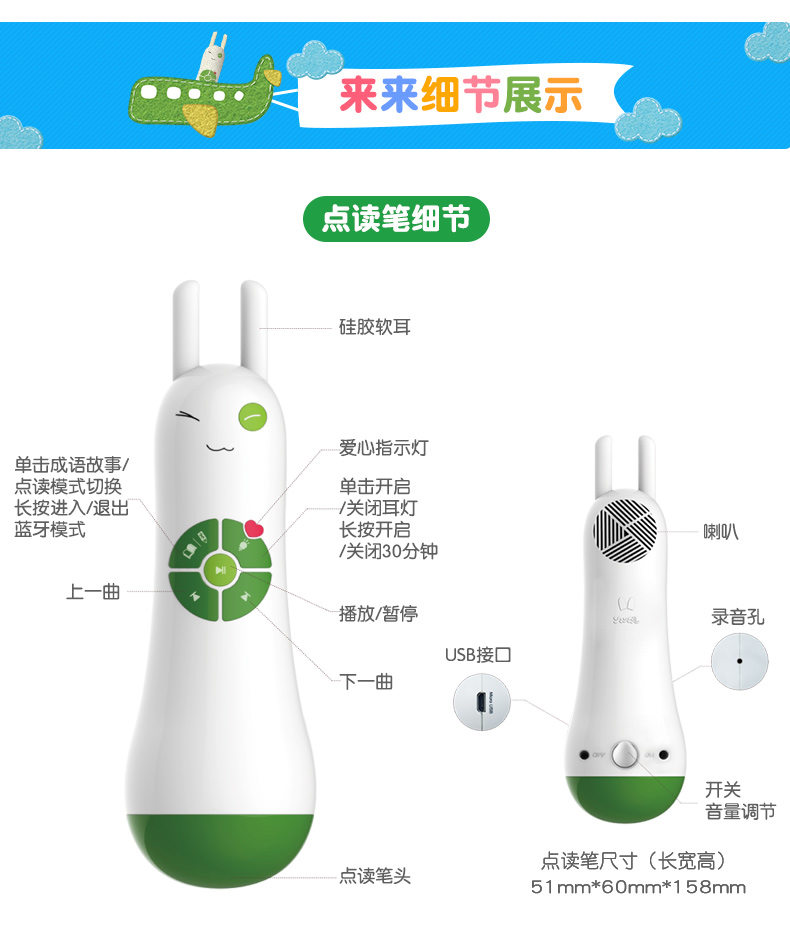 来来细节展示
点读笔细节
硅胶软耳
爱心指示灯
单击成语故事/
点读模式切换
长按进入/退出
蓝牙模式
单击开启
/关闭耳灯
长按开启
/关闭30分钟
上一曲
播放/暂停
下一曲
点读笔头
喇叭
录音孔
USB接口
Micro USB
开关
音量调节
点读笔尺寸（长宽高）
51mm*60mm*158mm